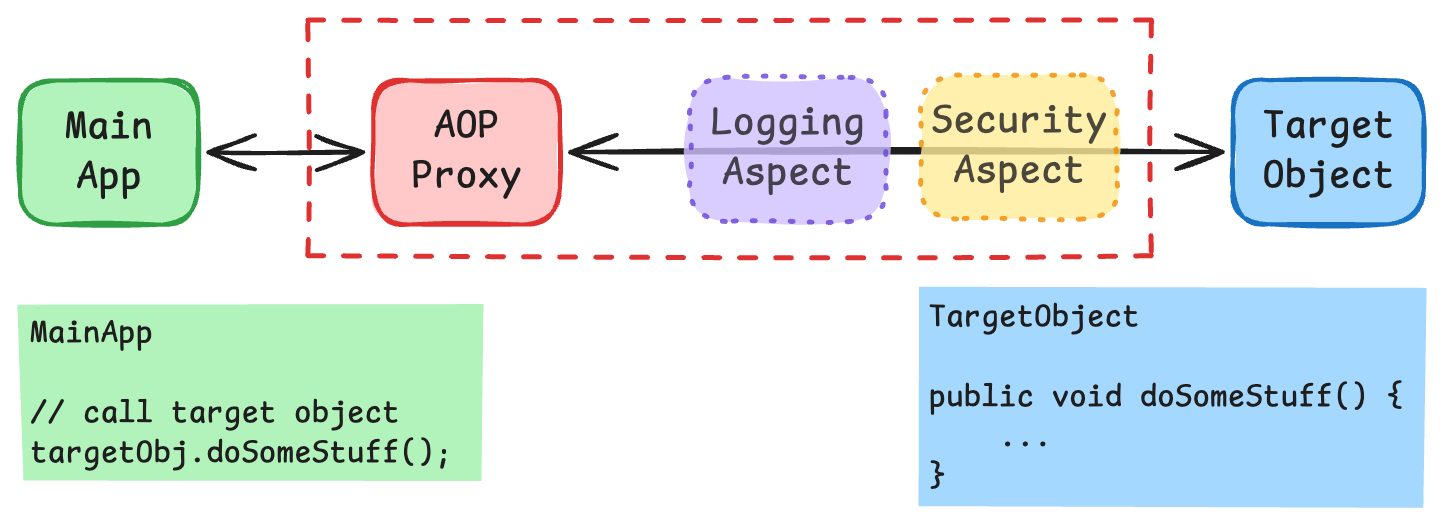 Main
App
AOP
Proxy
Logging
Aspect
Security
Aspect
Target
Object
MainApp
// call target object
targetObj.doSomeStuff();
TargetObject
public void doSomeStuff() {
...
}